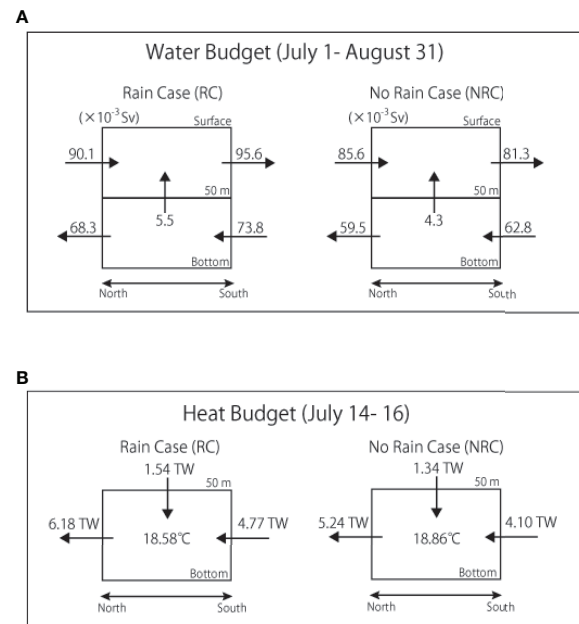 A
Water Budget (July 1- August 31)
Rain Case (RC)
No Rain Case (NRC)
(×10⁻³Sv)
Surface
(×10⁻³Sv)
Surface
90.1
95.6
85.6
81.3
50 m
50 m
68.3
5.5
73.8
59.5
4.3
62.8
Bottom
Bottom
North
South
North
South
B
Heat Budget (July 14- 16)
Rain Case (RC)
No Rain Case (NRC)
1.54 TW
1.34 TW
50 m
50 m
6.18 TW
4.77 TW
5.24 TW
4.10 TW
18.58℃
18.86℃
Bottom
Bottom
North
South
North
South